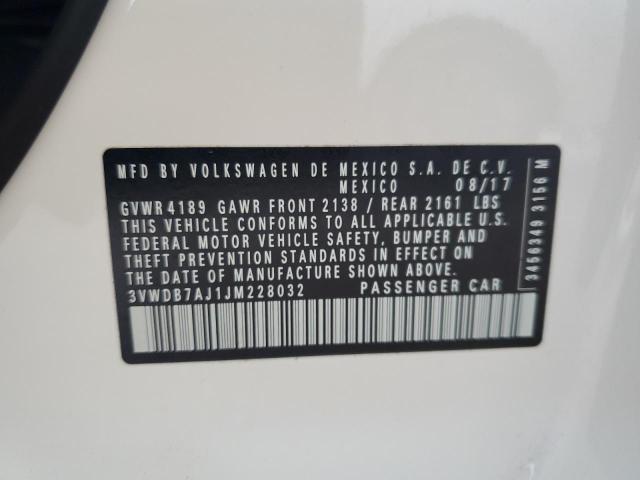 MFD BY VOLKSWAGEN DE MEXICO S.A. DE C.V.
MEXICO 08/17
GVWR 4189 GAWR FRONT 2138 / REAR 2161 LBS
THIS VEHICLE CONFORMS TO ALL APPLICABLE U.S.
FEDERAL MOTOR VEHICLE SAFETY, BUMPER AND
THEFT PREVENTION STANDARDS IN EFFECT ON
THE DATE OF MANUFACTURE SHOWN ABOVE.
3VWDB7AJ1JM228032 PASSENGER CAR
3456349 3156 M